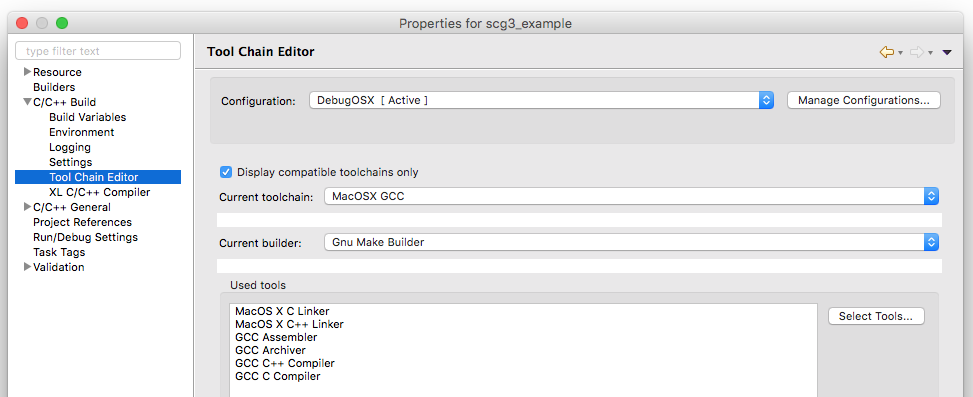 Properties for scg3_example
type filter text
Resource
Builders
C/C++ Build
Build Variables
Environment
Logging
Settings
Tool Chain Editor
XL C/C++ Compiler
C/C++ General
Project References
Run/Debug Settings
Task Tags
Validation
Tool Chain Editor
Configuration: DebugOSX [ Active ] Manage Configurations...
Display compatible toolchains only
Current toolchain: MacOSX GCC
Current builder: Gnu Make Builder
Used tools
MacOS X C Linker
MacOS X C++ Linker
GCC Assembler
GCC Archiver
GCC C++ Compiler
GCC C Compiler
Select Tools...